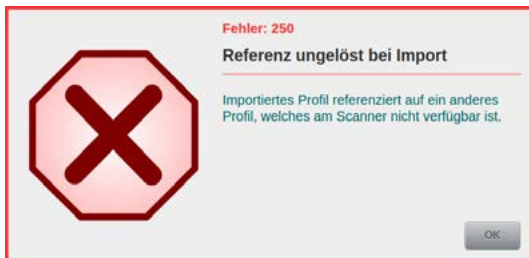 Fehler: 250
Referenz ungelöst bei Import
Importiertes Profil referenziert auf ein anderes
Profil, welches am Scanner nicht verfügbar ist.
OK